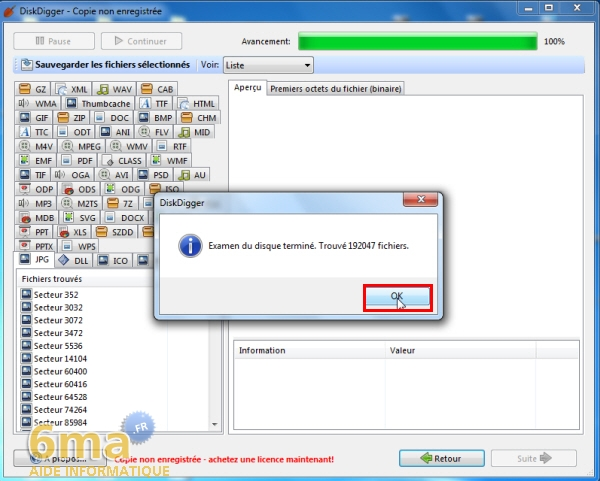 DiskDigger - Copie non enregistrée
Pause
Continuer
Avancement:
100%
Sauvegarder les fichiers sélectionnés
Voir:
Liste
GZ XML WAV CAB
WMA Thumbcache TTF HTML
GIF ZIP DOC BMP CHM
TTC ODT ANI FLV MID
M4V MPEG WMV RTF
EMF PDF CLASS WMF
TIF OGA AVI PSD AU
ODP ODS ODG ISO
MP3 M2TS 7Z
MDB SVG DOCX
PPT XLS SZDD
PPTX WPS
JPG DLL ICO
Aperçu
Premiers octets du fichier (binaire)
DiskDigger
Examen du disque terminé. Trouvé 192047 fichiers.
OK
Fichiers trouvés
Secteur 352
Secteur 3032
Secteur 3072
Secteur 3472
Secteur 5536
Secteur 14104
Secteur 60400
Secteur 60416
Secteur 64528
Secteur 74264
Secteur 85984
Information
Valeur
6ma
.FR
AIDE INFORMATIQUE
A propos...
Copie non enregistrée - achetez une licence maintenant!
Retour
Suite